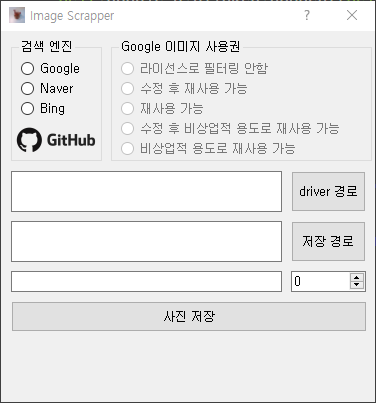 Image Scrapper
검색 엔진
Google
Naver
Bing
GitHub
Google 이미지 사용권
라이선스로 필터링 안함
수정 후 재사용 가능
재사용 가능
수정 후 비상업적 용도로 재사용 가능
비상업적 용도로 재사용 가능
driver 경로
저장 경로
0
사진 저장